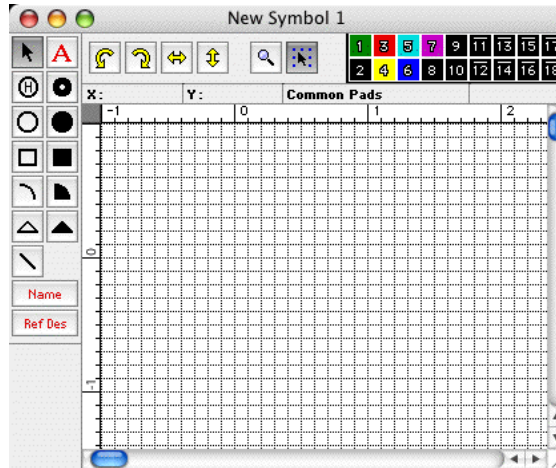 New Symbol 1
A
1 3 5 7 9 11 13 15 17
2 4 6 8 10 12 14 16 18
H
X: Y: Common Pads
-1 0 1 2
0
-1
Name
Ref Des